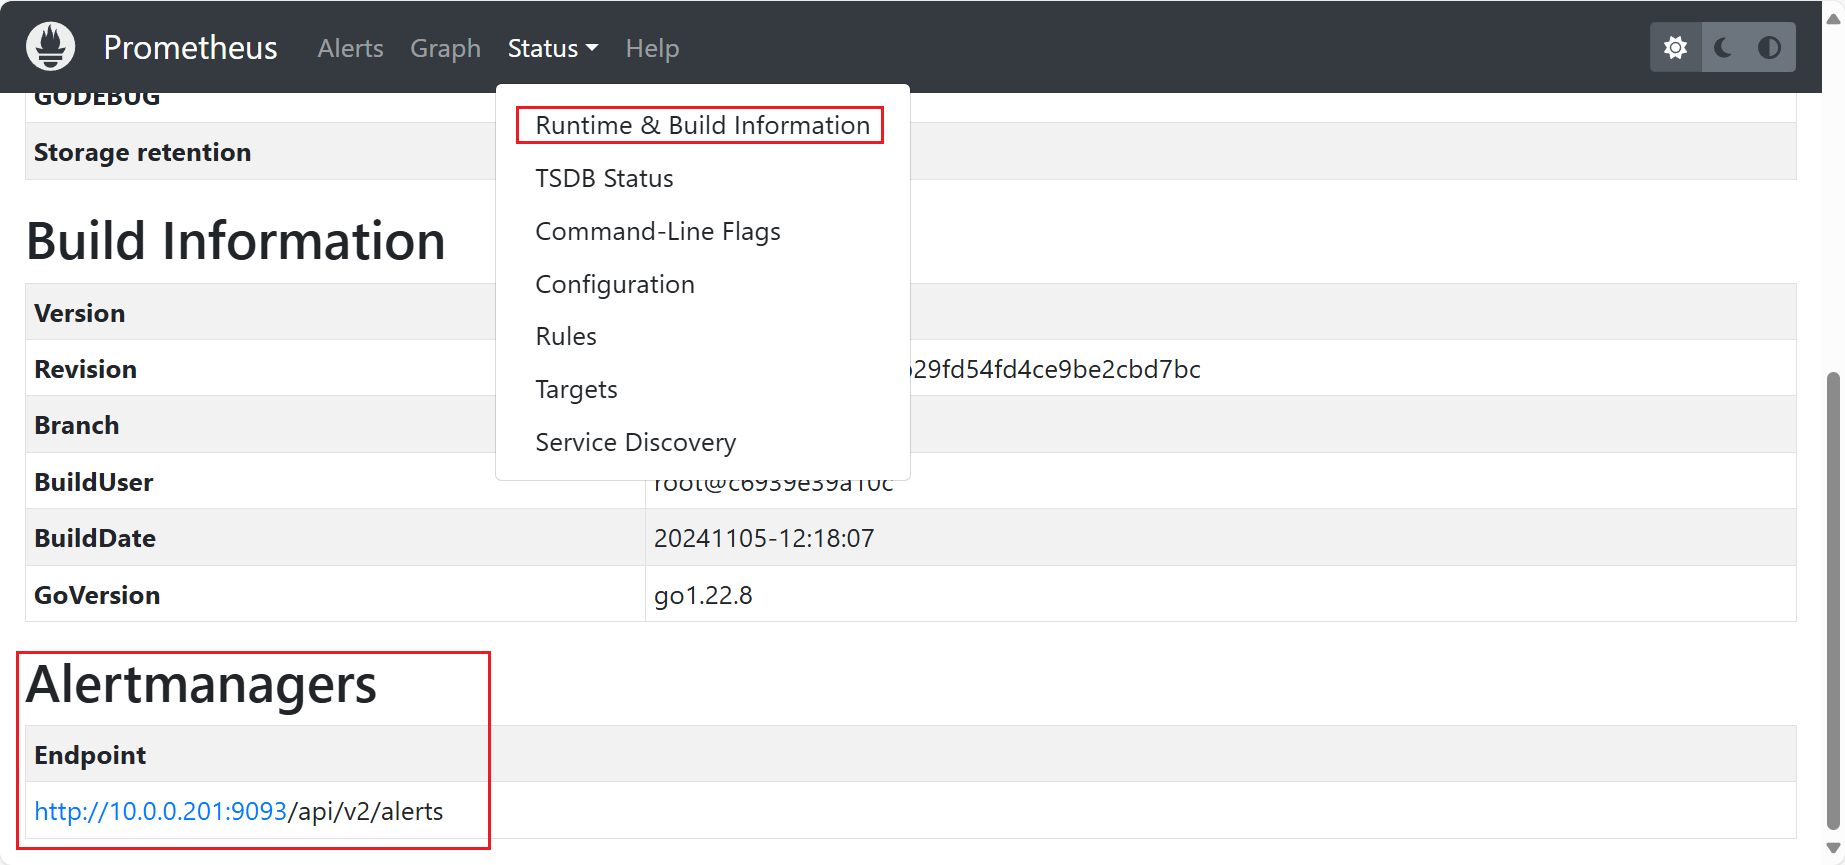 Prometheus Alerts Graph Status Help
GODEBUG
Storage retention
Runtime & Build Information
TSDB Status
Command-Line Flags
Configuration
Rules
Targets
Service Discovery
Build Information
Version
Revision 29fd54fd4ce9be2cbd7bc
Branch
BuildUser root@c6939e39a10c
BuildDate 20241105-12:18:07
GoVersion go1.22.8
Alertmanagers
Endpoint
http://10.0.0.201:9093/api/v2/alerts